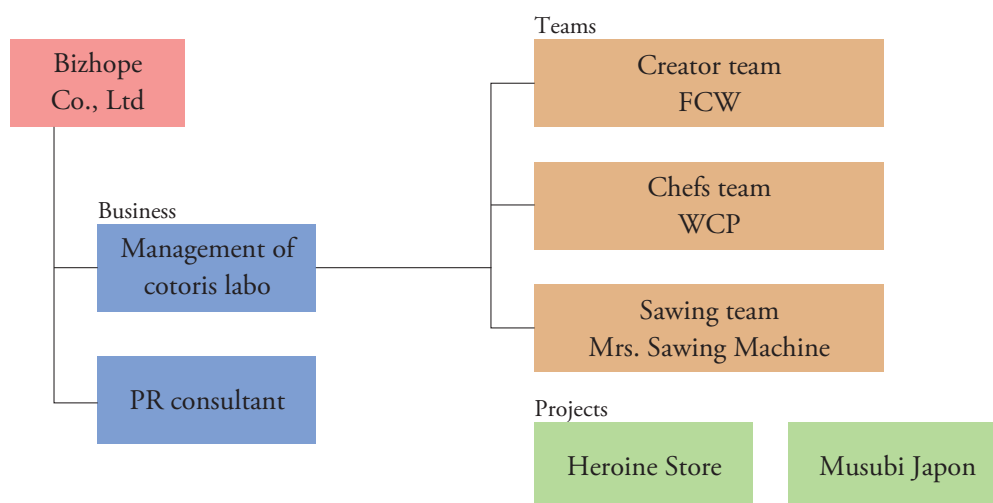 Bizhope
Co., Ltd
Business
Management of
cotoris labo
PR consultant
Teams
Creator team
FCW
Chefs team
WCP
Sawing team
Mrs. Sawing Machine
Projects
Heroine Store
Musubi Japon